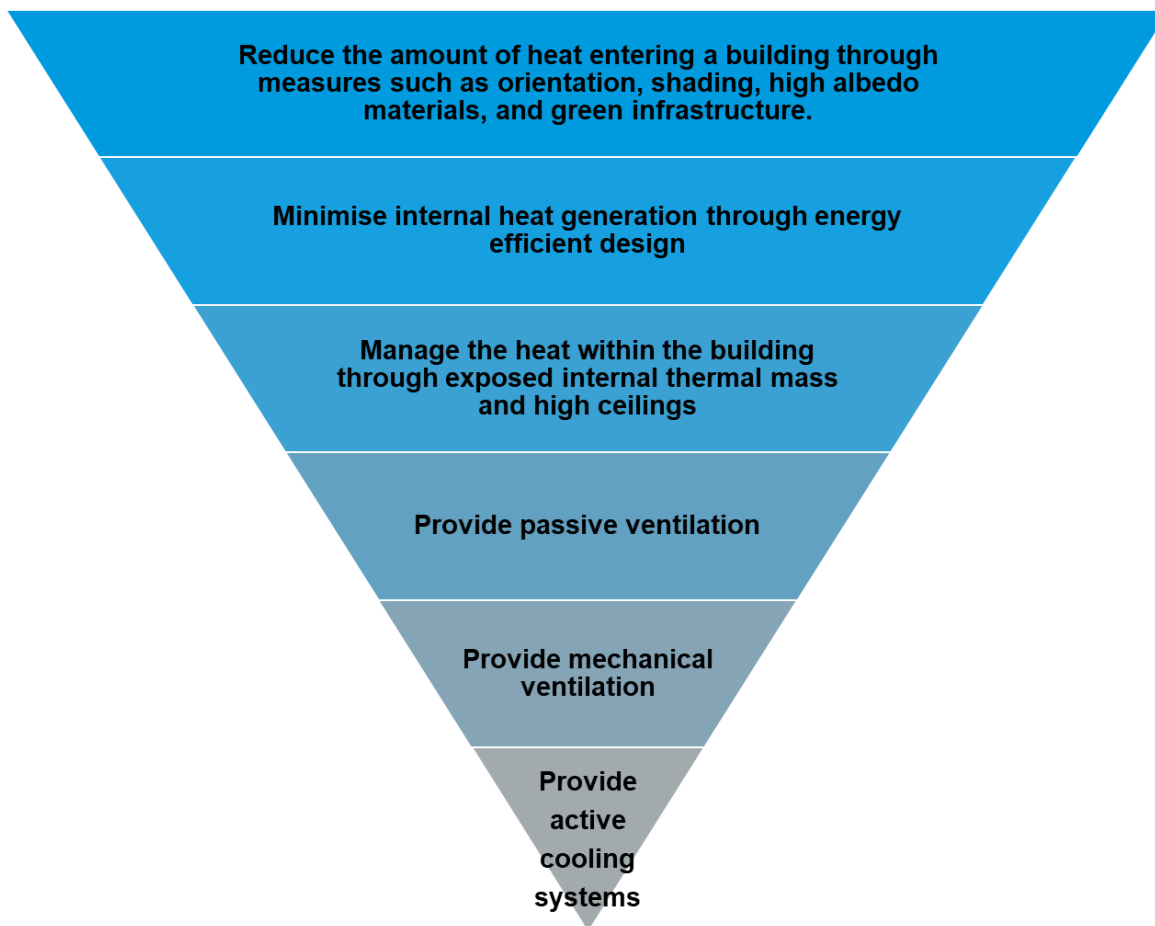 Reduce the amount of heat entering a building through
measures such as orientation, shading, high albedo
materials, and green infrastructure.
Minimise internal heat generation through energy
efficient design
Manage the heat within the building
through exposed internal thermal mass
and high ceilings
Provide passive ventilation
Provide mechanical
ventilation
Provide
active
cooling
systems